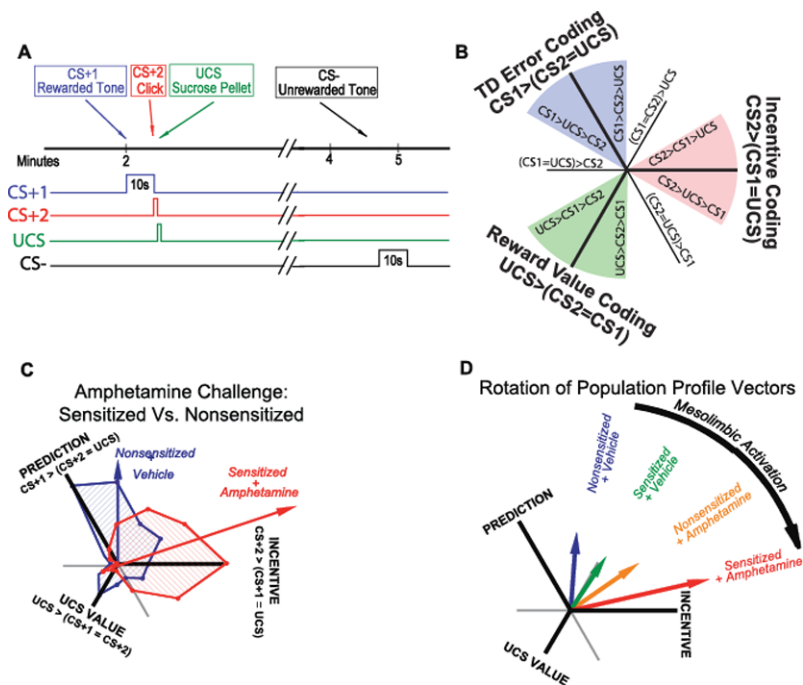 A
CS+1
Rewarded Tone
CS+2
Click
UCS
Sucrose Pellet
CS-
Unrewarded Tone
Minutes
2
4
5
CS+1
10s
CS+2
UCS
CS-
10s
B
TD Error Coding
CS1>(CS2=UCS)
CS1>UCS>CS2
CS1>CS2>UCS
(CS1=CS2)>UCS
Incentive Coding
CS2>(CS1=UCS)
CS2>CS1>UCS
CS2>UCS>CS1
(CS1=UCS)>CS2
(CS2=UCS)>CS1
UCS>CS1>CS2
UCS>CS2>CS1
Reward Value Coding
UCS>(CS2=CS1)
C
Amphetamine Challenge:
Sensitized Vs. Nonsensitized
PREDICTION
CS+1 > (CS+2 = UCS)
Nonsensitized
+
Vehicle
Sensitized
+
Amphetamine
INCENTIVE
CS+2 > (CS+1 = UCS)
UCS VALUE
UCS > (CS+1 = CS+2)
D
Rotation of Population Profile Vectors
Mesolimbic Activation
Nonsensitized
+ Vehicle
Sensitized
+ Vehicle
Nonsensitized
+ Amphetamine
Sensitized
+ Amphetamine
PREDICTION
INCENTIVE
UCS VALUE